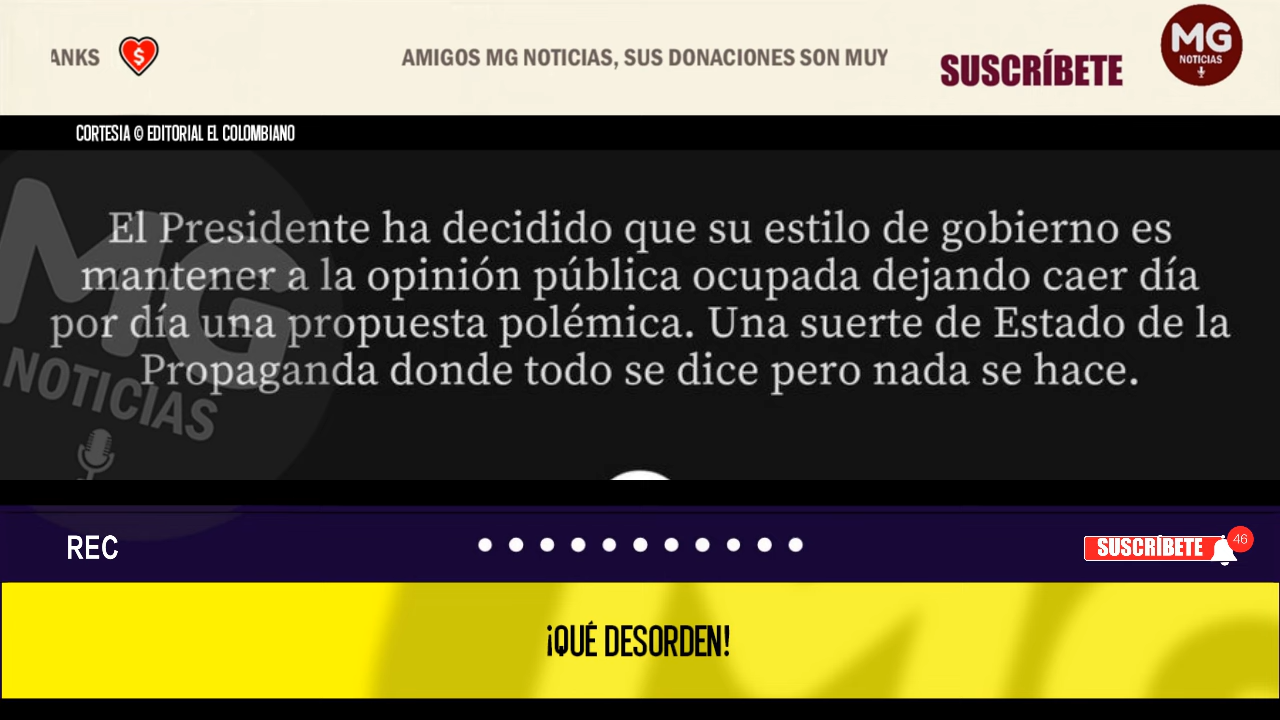 ANKS
AMIGOS MG NOTICIAS, SUS DONACIONES SON MUY
SUSCRÍBETE
MG
NOTICIAS
CORTESIA © EDITORIAL EL COLOMBIANO
El Presidente ha decidido que su estilo de gobierno es
mantener a la opinión pública ocupada dejando caer día
por día una propuesta polémica. Una suerte de Estado de la
Propaganda donde todo se dice pero nada se hace.
MG
NOTICIAS
REC
SUSCRÍBETE
46
¡QUÉ DESORDEN!